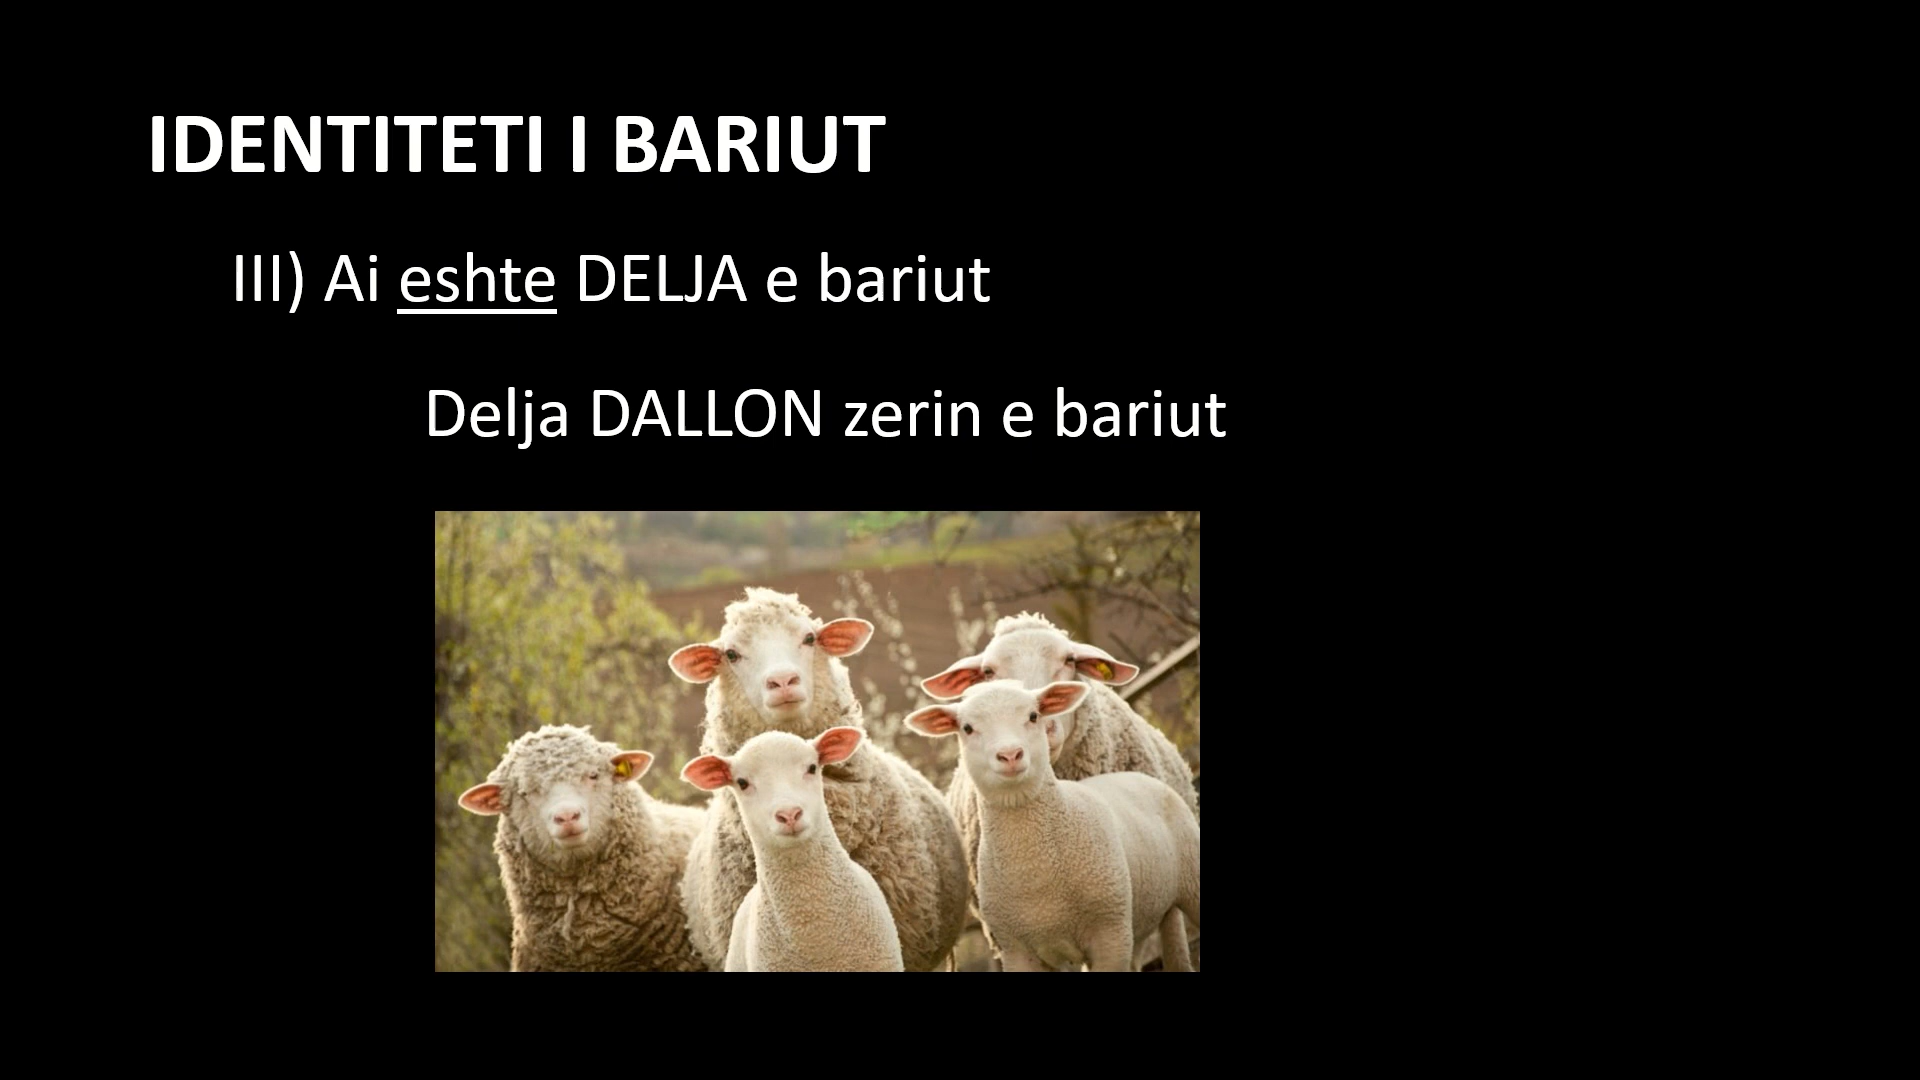 IDENTITETI I BARIUT
III) Ai eshte DELJA e bariut
Delja DALLON zerin e bariut